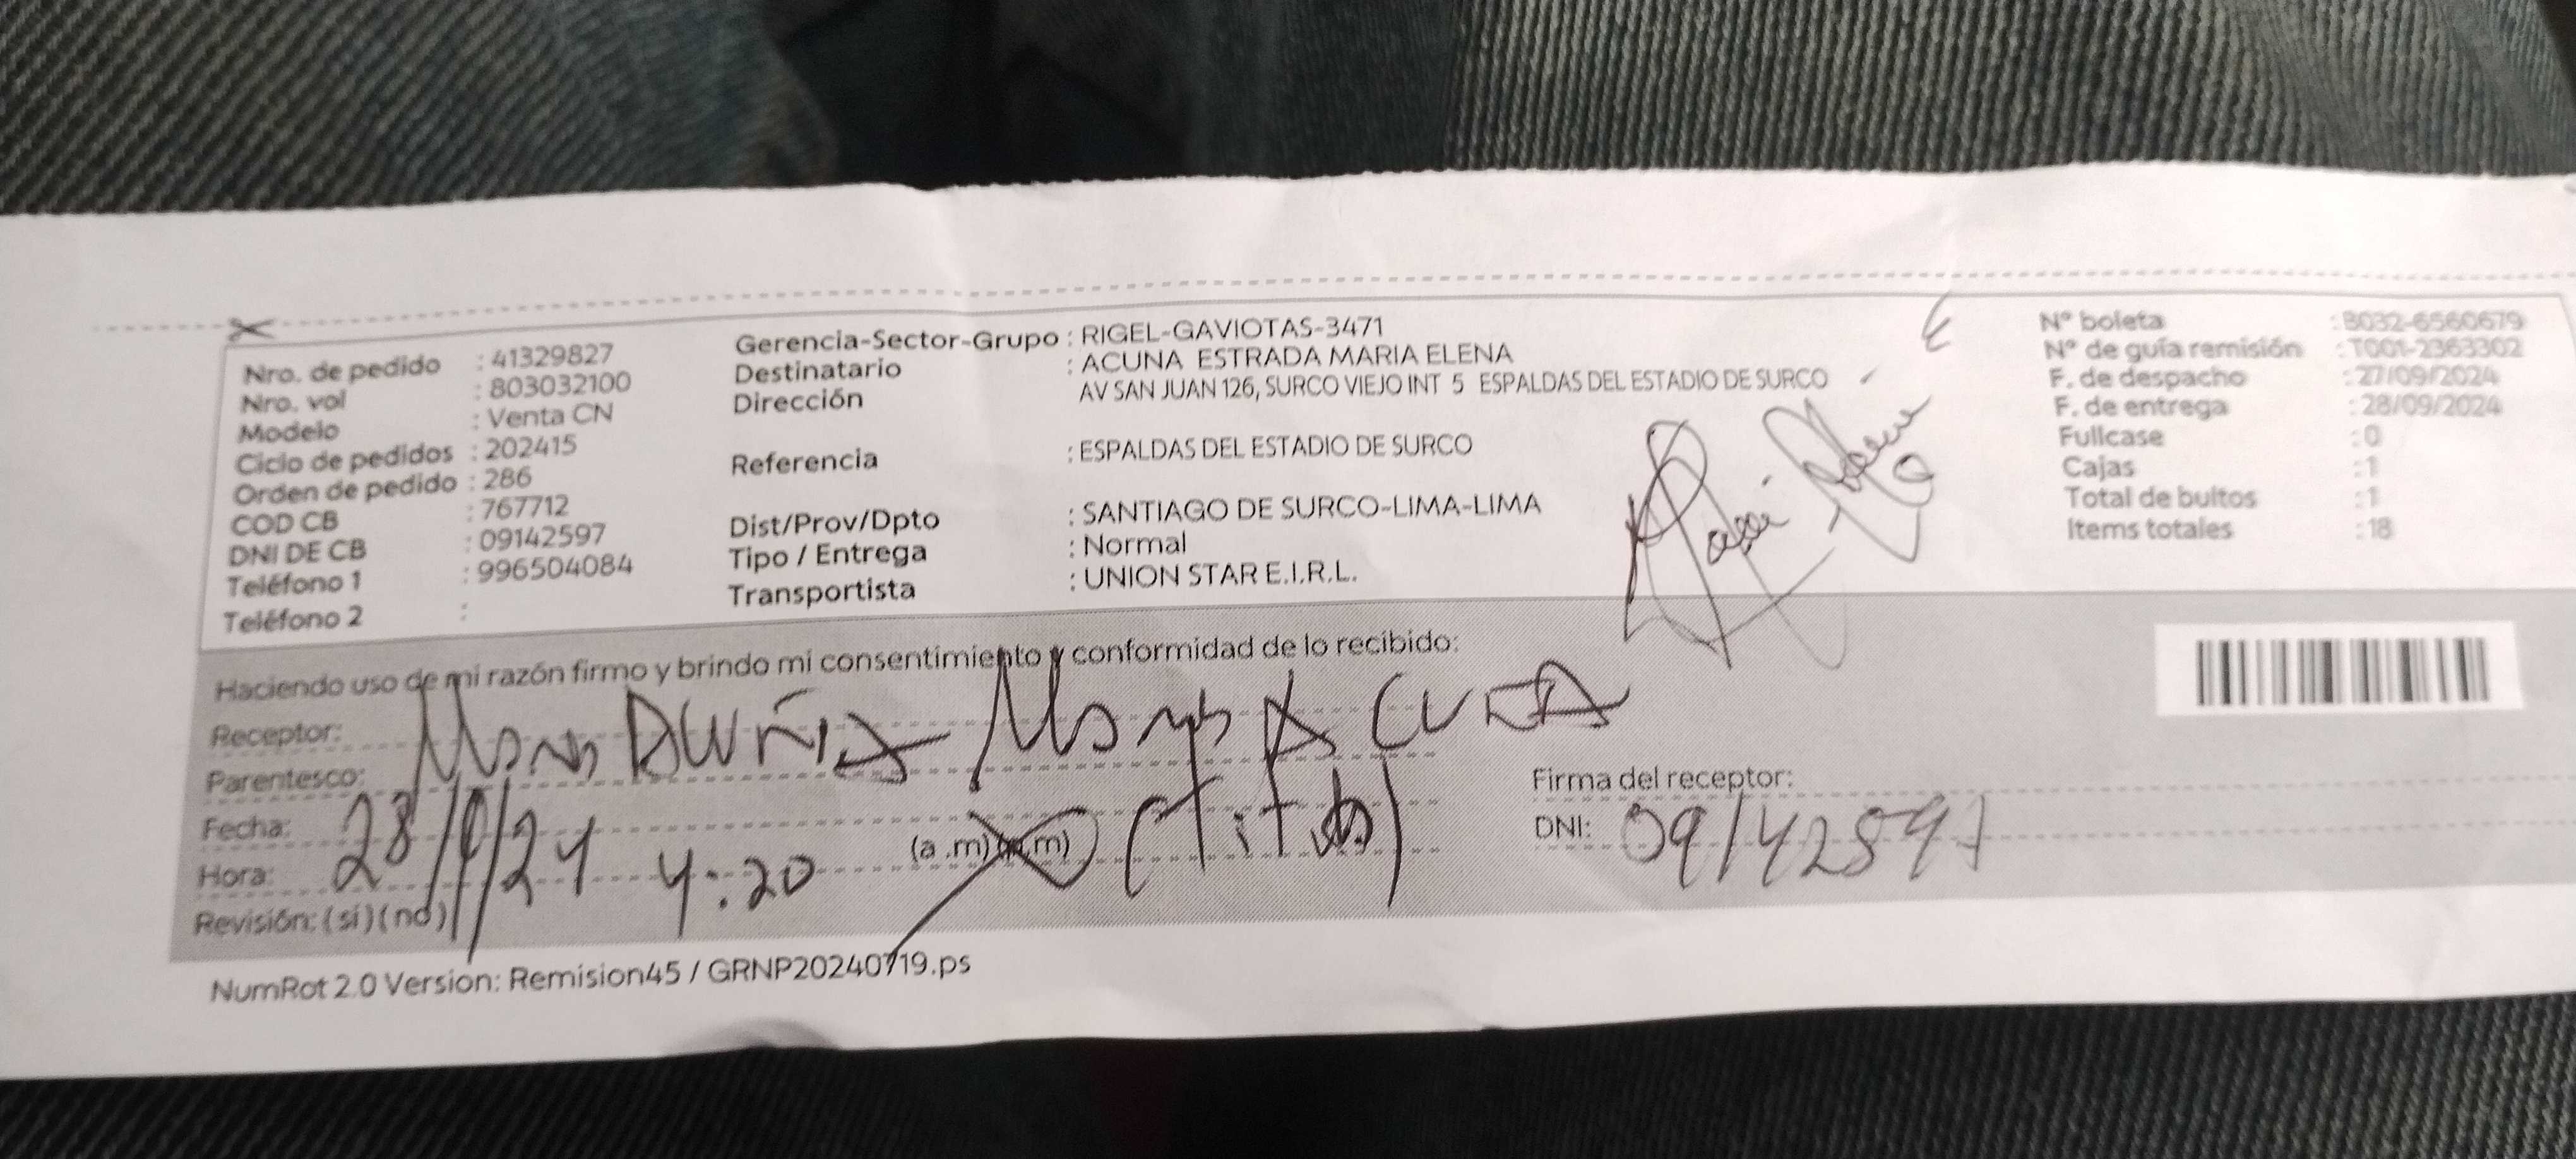 Nro. de pedido : 41329827
Nro. vol : 803032100
Modelo : Venta CN
Ciclo de pedidos : 202415
Orden de pedido : 286
COD CB : 767712
DNI DE CB : 09142597
Teléfono 1 : 996504084
Teléfono 2 :
Gerencia-Sector-Grupo : RIGEL-GAVIOTAS-3471
Destinatario : ACUNA ESTRADA MARIA ELENA
Dirección AV SAN JUAN 126, SURCO VIEJO INT 5 ESPALDAS DEL ESTADIO DE SURCO
Referencia : ESPALDAS DEL ESTADIO DE SURCO
Dist/Prov/Dpto : SANTIAGO DE SURCO-LIMA-LIMA
Tipo / Entrega : Normal
Transportista : UNION STAR E.I.R.L.
Nº boleta : B032-6560679
Nº de guía remisión : T001-2363302
F. de despacho : 27/09/2024
F. de entrega : 28/09/2024
Fullcase : 0
Cajas : 1
Total de bultos : 1
Items totales : 18
Haciendo uso de mi razón firmo y brindo mi consentimiento y conformidad de lo recibido:
Receptor:
Parentesco: (Titular)
Fecha: 28/9/24
Hora: 4:20 (a .m) (p.m)
Revisión: (si) (no)
Firma del receptor:
DNI: 09142597
NumRot 2.0 Version: Remision45 / GRNP20240719.ps